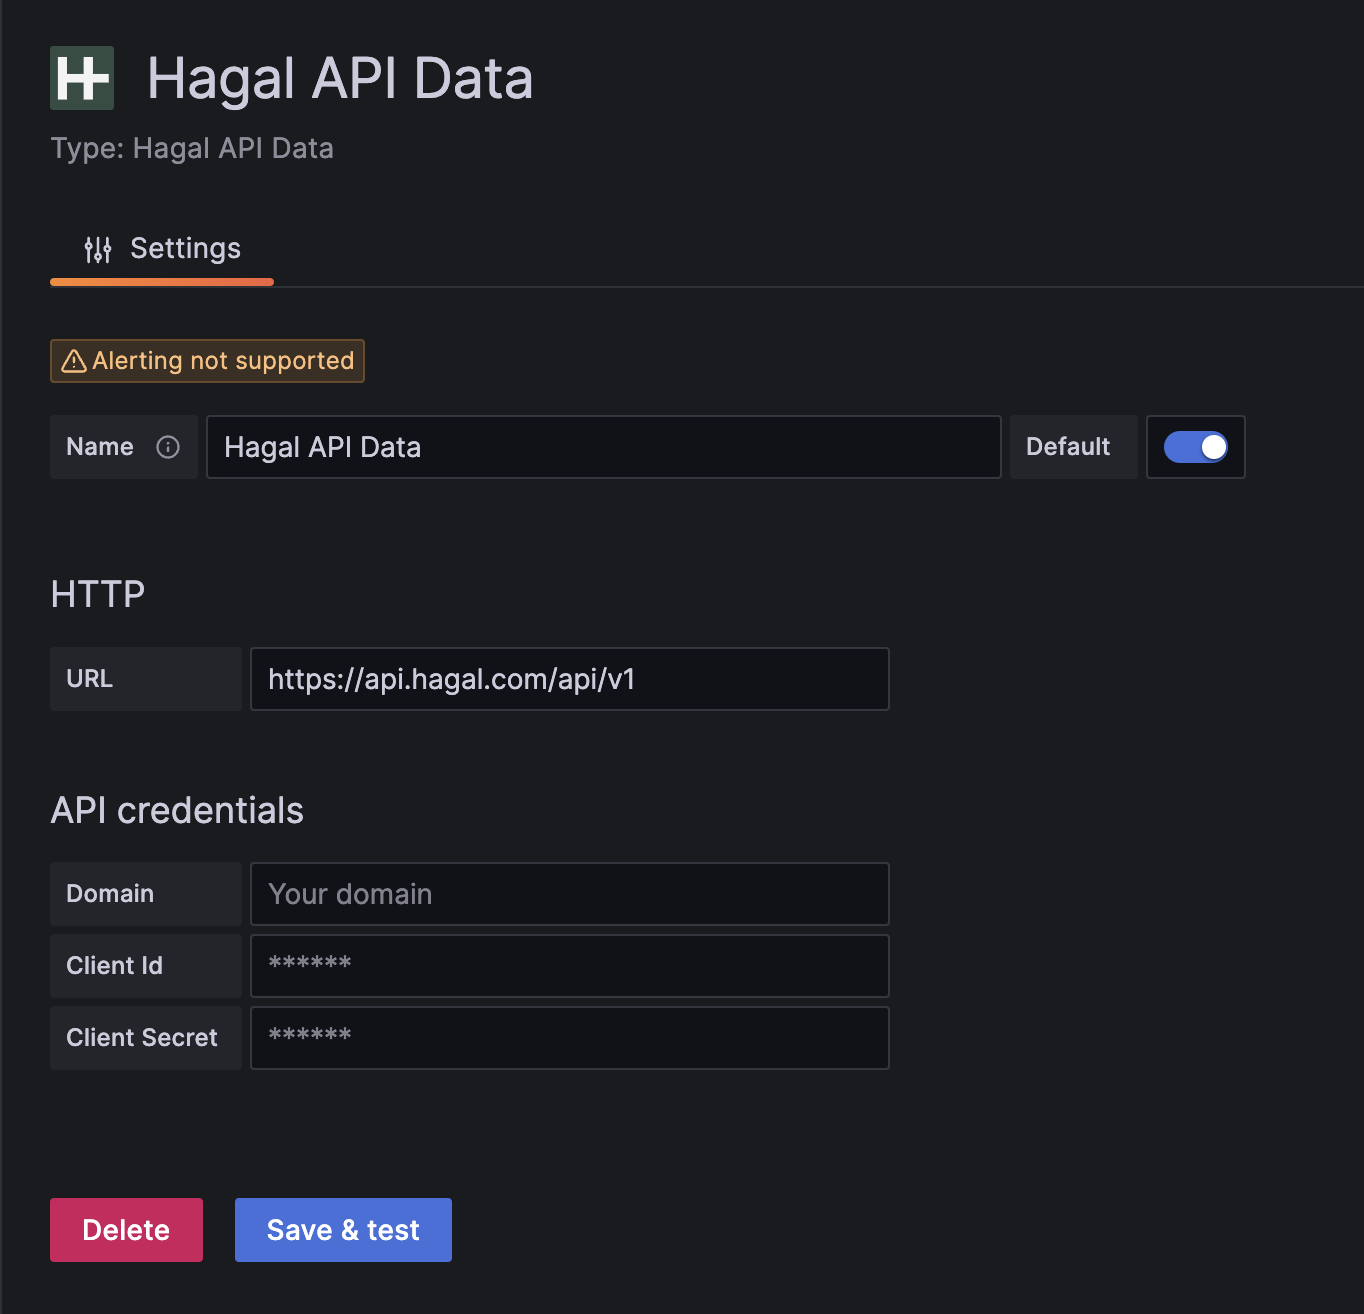 Hagal API Data
Type: Hagal API Data
Settings
Alerting not supported
Name Hagal API Data Default
HTTP
URL https://api.hagal.com/api/v1
API credentials
Domain Your domain
Client Id ******
Client Secret ******
Delete Save & test